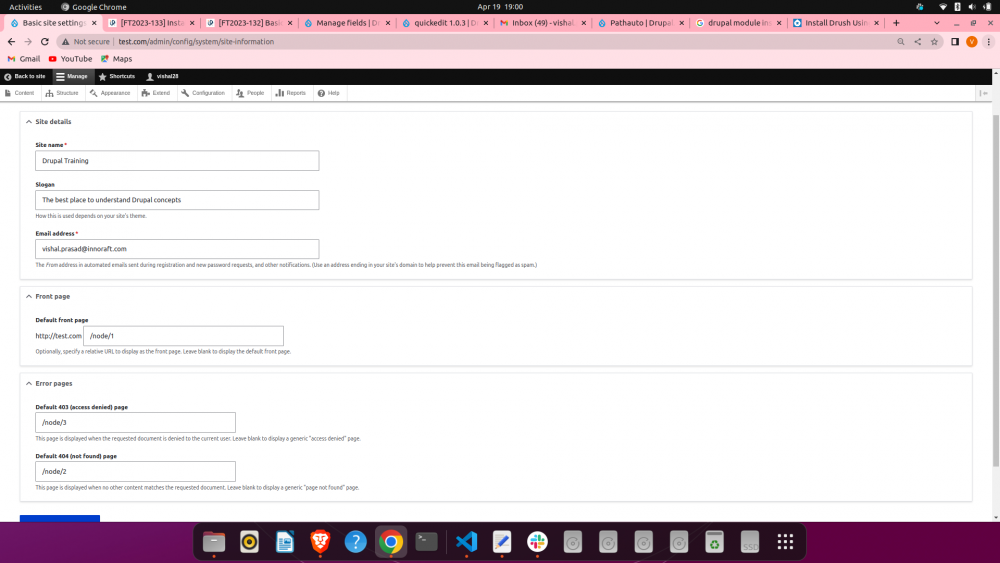 Activities
Google Chrome
Apr 19 19:00
Basic site settings
[FT2023-133] Insta
[FT2023-132] Basi
Manage fields | D
quickedit 1.0.3 | D
Inbox (49) - vishal
Pathauto | Drupal
drupal module in
Install Drush Usin
Not secure | test.com/admin/config/system/site-information
Gmail
YouTube
Maps
Back to site
Manage
Shortcuts
vishal28
Content
Structure
Appearance
Extend
Configuration
People
Reports
Help
Site details
Site name*
Drupal Training
Slogan
The best place to understand Drupal concepts
How this is used depends on your site's theme.
Email address*
vishal.prasad@innoraft.com
The From address in automated emails sent during registration and new password requests, and other notifications. (Use an address ending in your site's domain to help prevent this email being flagged as spam.)
Front page
Default front page
http://test.com /node/1
Optionally, specify a relative URL to display as the front page. Leave blank to display the default front page.
Error pages
Default 403 (access denied) page
/node/3
This page is displayed when the requested document is denied to the current user. Leave blank to display a generic "access denied" page.
Default 404 (not found) page
/node/2
This page is displayed when no other content matches the requested document. Leave blank to display a generic "page not found" page.
SSD